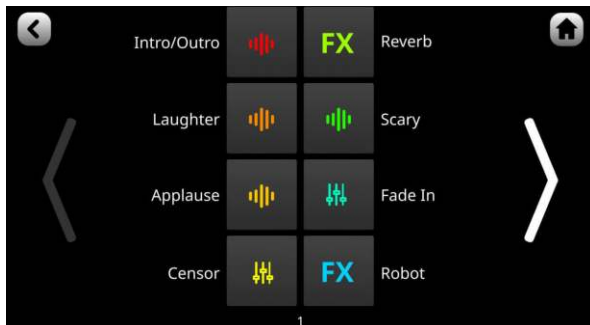 Intro/Outro FX Reverb
Laughter Scary
Applause Fade In
Censor FX Robot
1